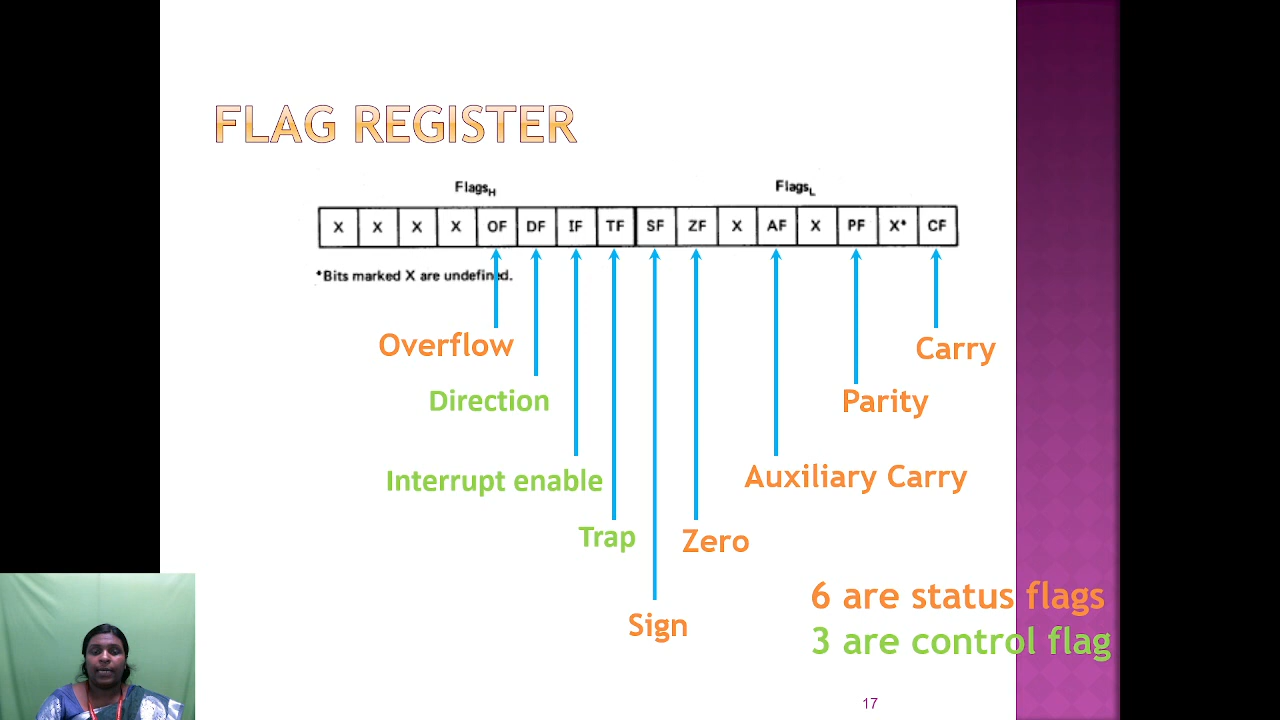 FLAG REGISTER
FlagsH FlagsL
X X X X OF DF IF TF SF ZF X AF X PF X* CF
*Bits marked X are undefined.
Overflow
Carry
Direction
Parity
Interrupt enable
Auxiliary Carry
Trap
Zero
Sign
6 are status flags
3 are control flag
17